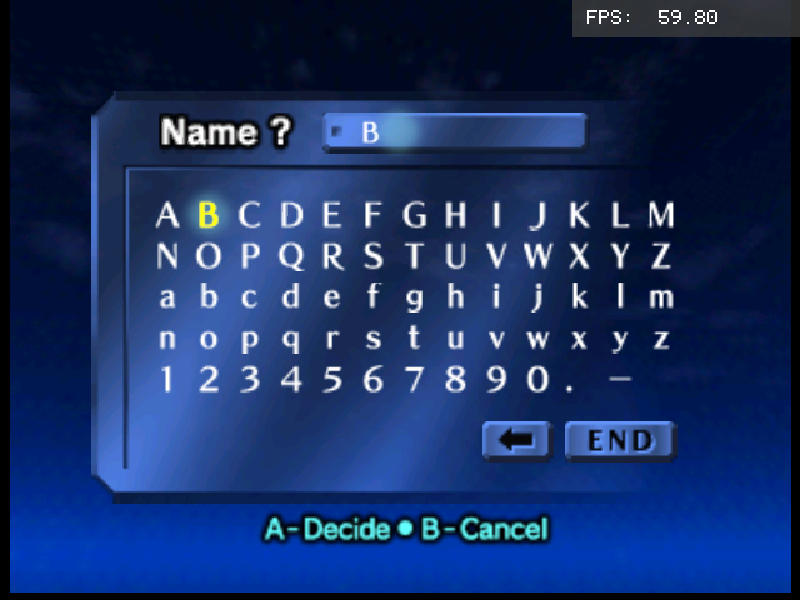 FPS: 59.80
Name ? B
A B C D E F G H I J K L M
N O P Q R S T U V W X Y Z
a b c d e f g h i j k l m
n o p q r s t u v w x y z
1 2 3 4 5 6 7 8 9 0 . −
← END
A-Decide●B-Cancel